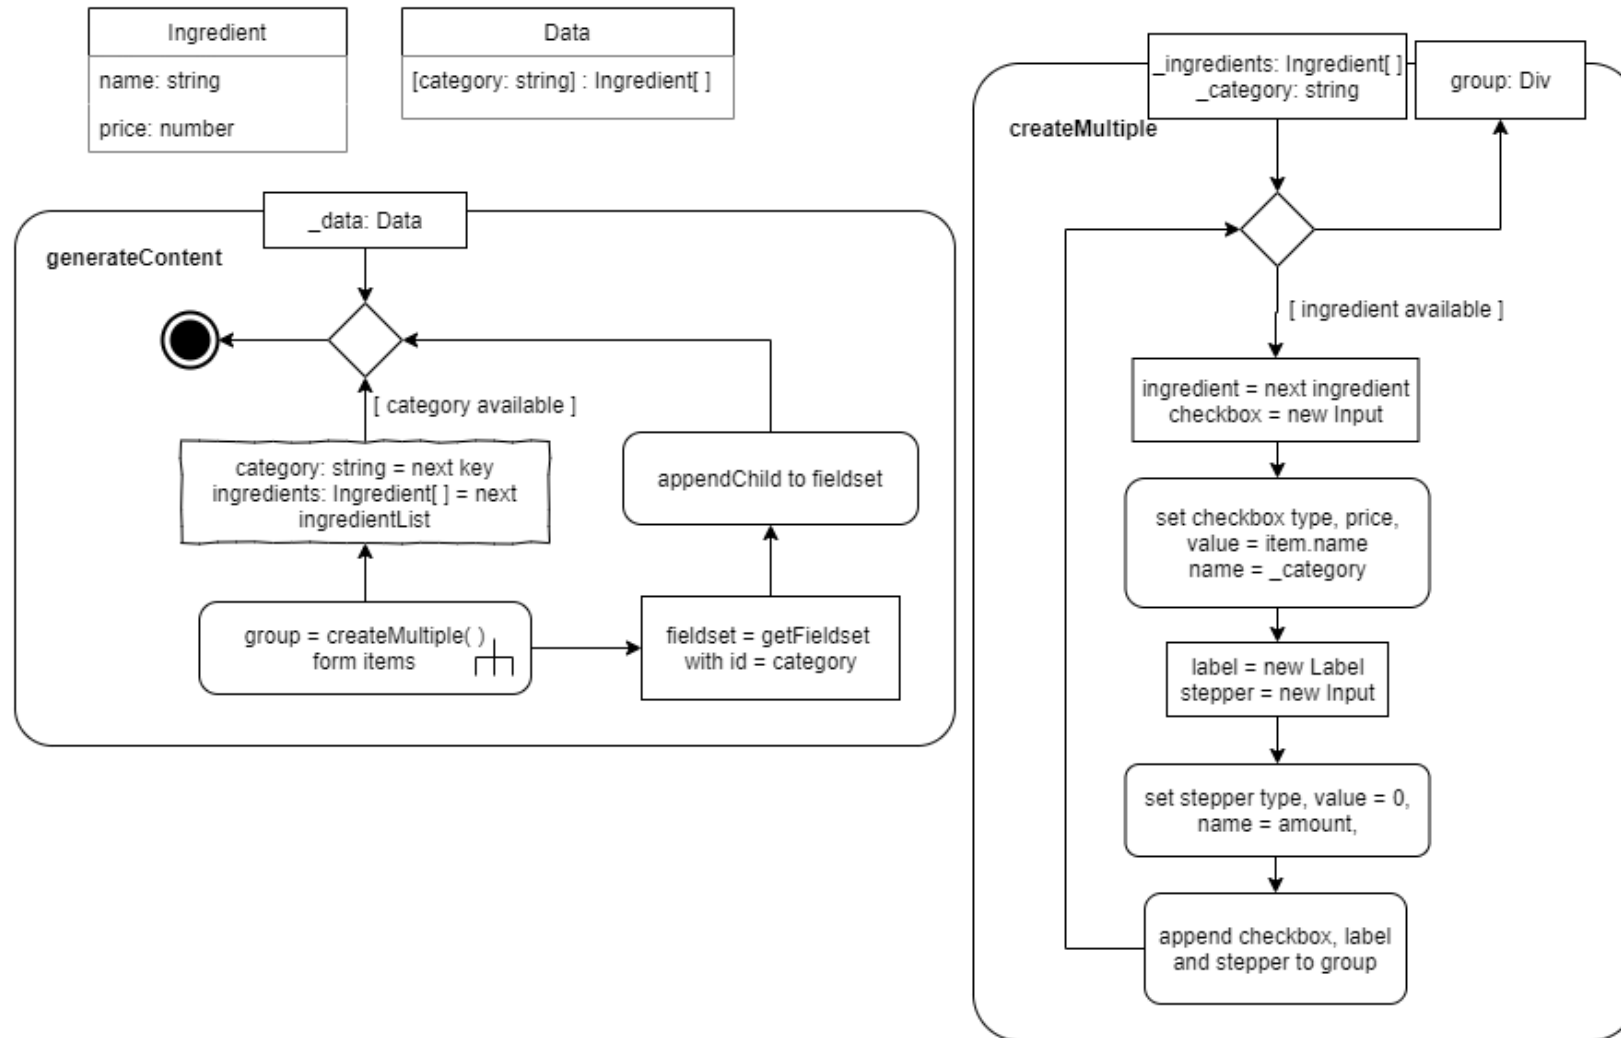 Ingredient
name: string
price: number
Data
[category: string] : Ingredient[ ]
_data: Data
generateContent
[ category available ]
category: string = next key
ingredients: Ingredient[ ] = next
ingredientList
group = createMultiple( )
form items
fieldset = getFieldset
with id = category
appendChild to fieldset
_ingredients: Ingredient[ ]
_category: string
group: Div
createMultiple
[ ingredient available ]
ingredient = next ingredient
checkbox = new Input
set checkbox type, price,
value = item.name
name = _category
label = new Label
stepper = new Input
set stepper type, value = 0,
name = amount,
append checkbox, label
and stepper to group